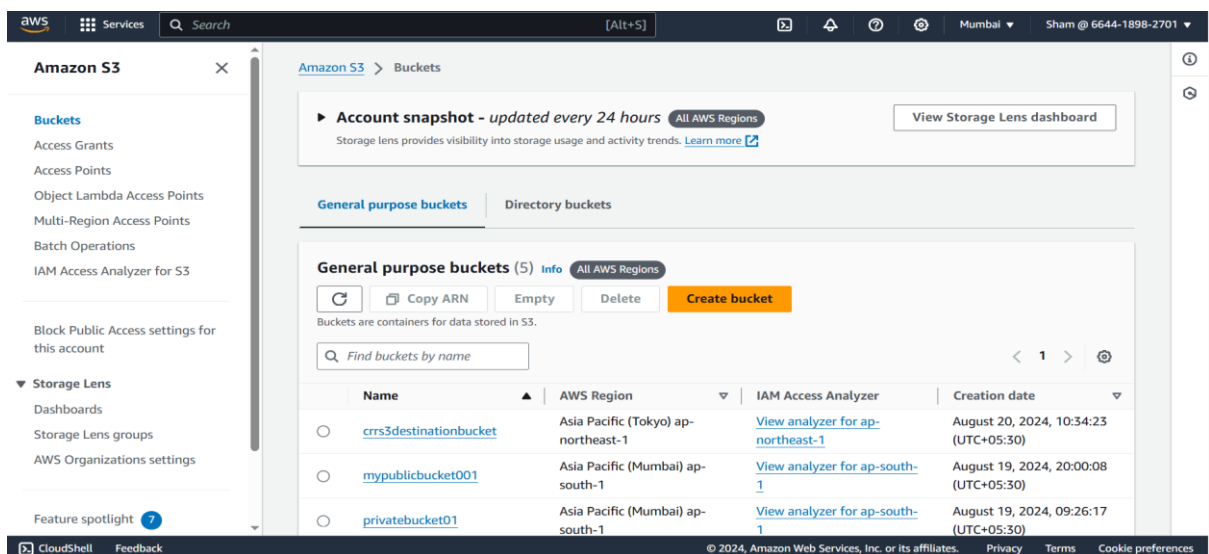 aws Services Search [Alt+S] Mumbai Sham @ 6644-1898-2701
Amazon S3
Buckets
Access Grants
Access Points
Object Lambda Access Points
Multi-Region Access Points
Batch Operations
IAM Access Analyzer for S3
Block Public Access settings for
this account
Storage Lens
Dashboards
Storage Lens groups
AWS Organizations settings
Feature spotlight 7
Amazon S3 > Buckets
Account snapshot - updated every 24 hours All AWS Regions
Storage lens provides visibility into storage usage and activity trends. Learn more
View Storage Lens dashboard
General purpose buckets Directory buckets
General purpose buckets (5) Info All AWS Regions
Copy ARN Empty Delete Create bucket
Buckets are containers for data stored in S3.
Find buckets by name
< 1 >
Name AWS Region IAM Access Analyzer Creation date
crrs3destinationbucket Asia Pacific (Tokyo) ap- View analyzer for ap- August 20, 2024, 10:34:23
northeast-1 northeast-1 (UTC+05:30)
mypublicbucket001 Asia Pacific (Mumbai) ap- View analyzer for ap-south- August 19, 2024, 20:00:08
south-1 1 (UTC+05:30)
privatebucket01 Asia Pacific (Mumbai) ap- View analyzer for ap-south- August 19, 2024, 09:26:17
south-1 1 (UTC+05:30)
CloudShell Feedback © 2024, Amazon Web Services, Inc. or its affiliates. Privacy Terms Cookie preferences